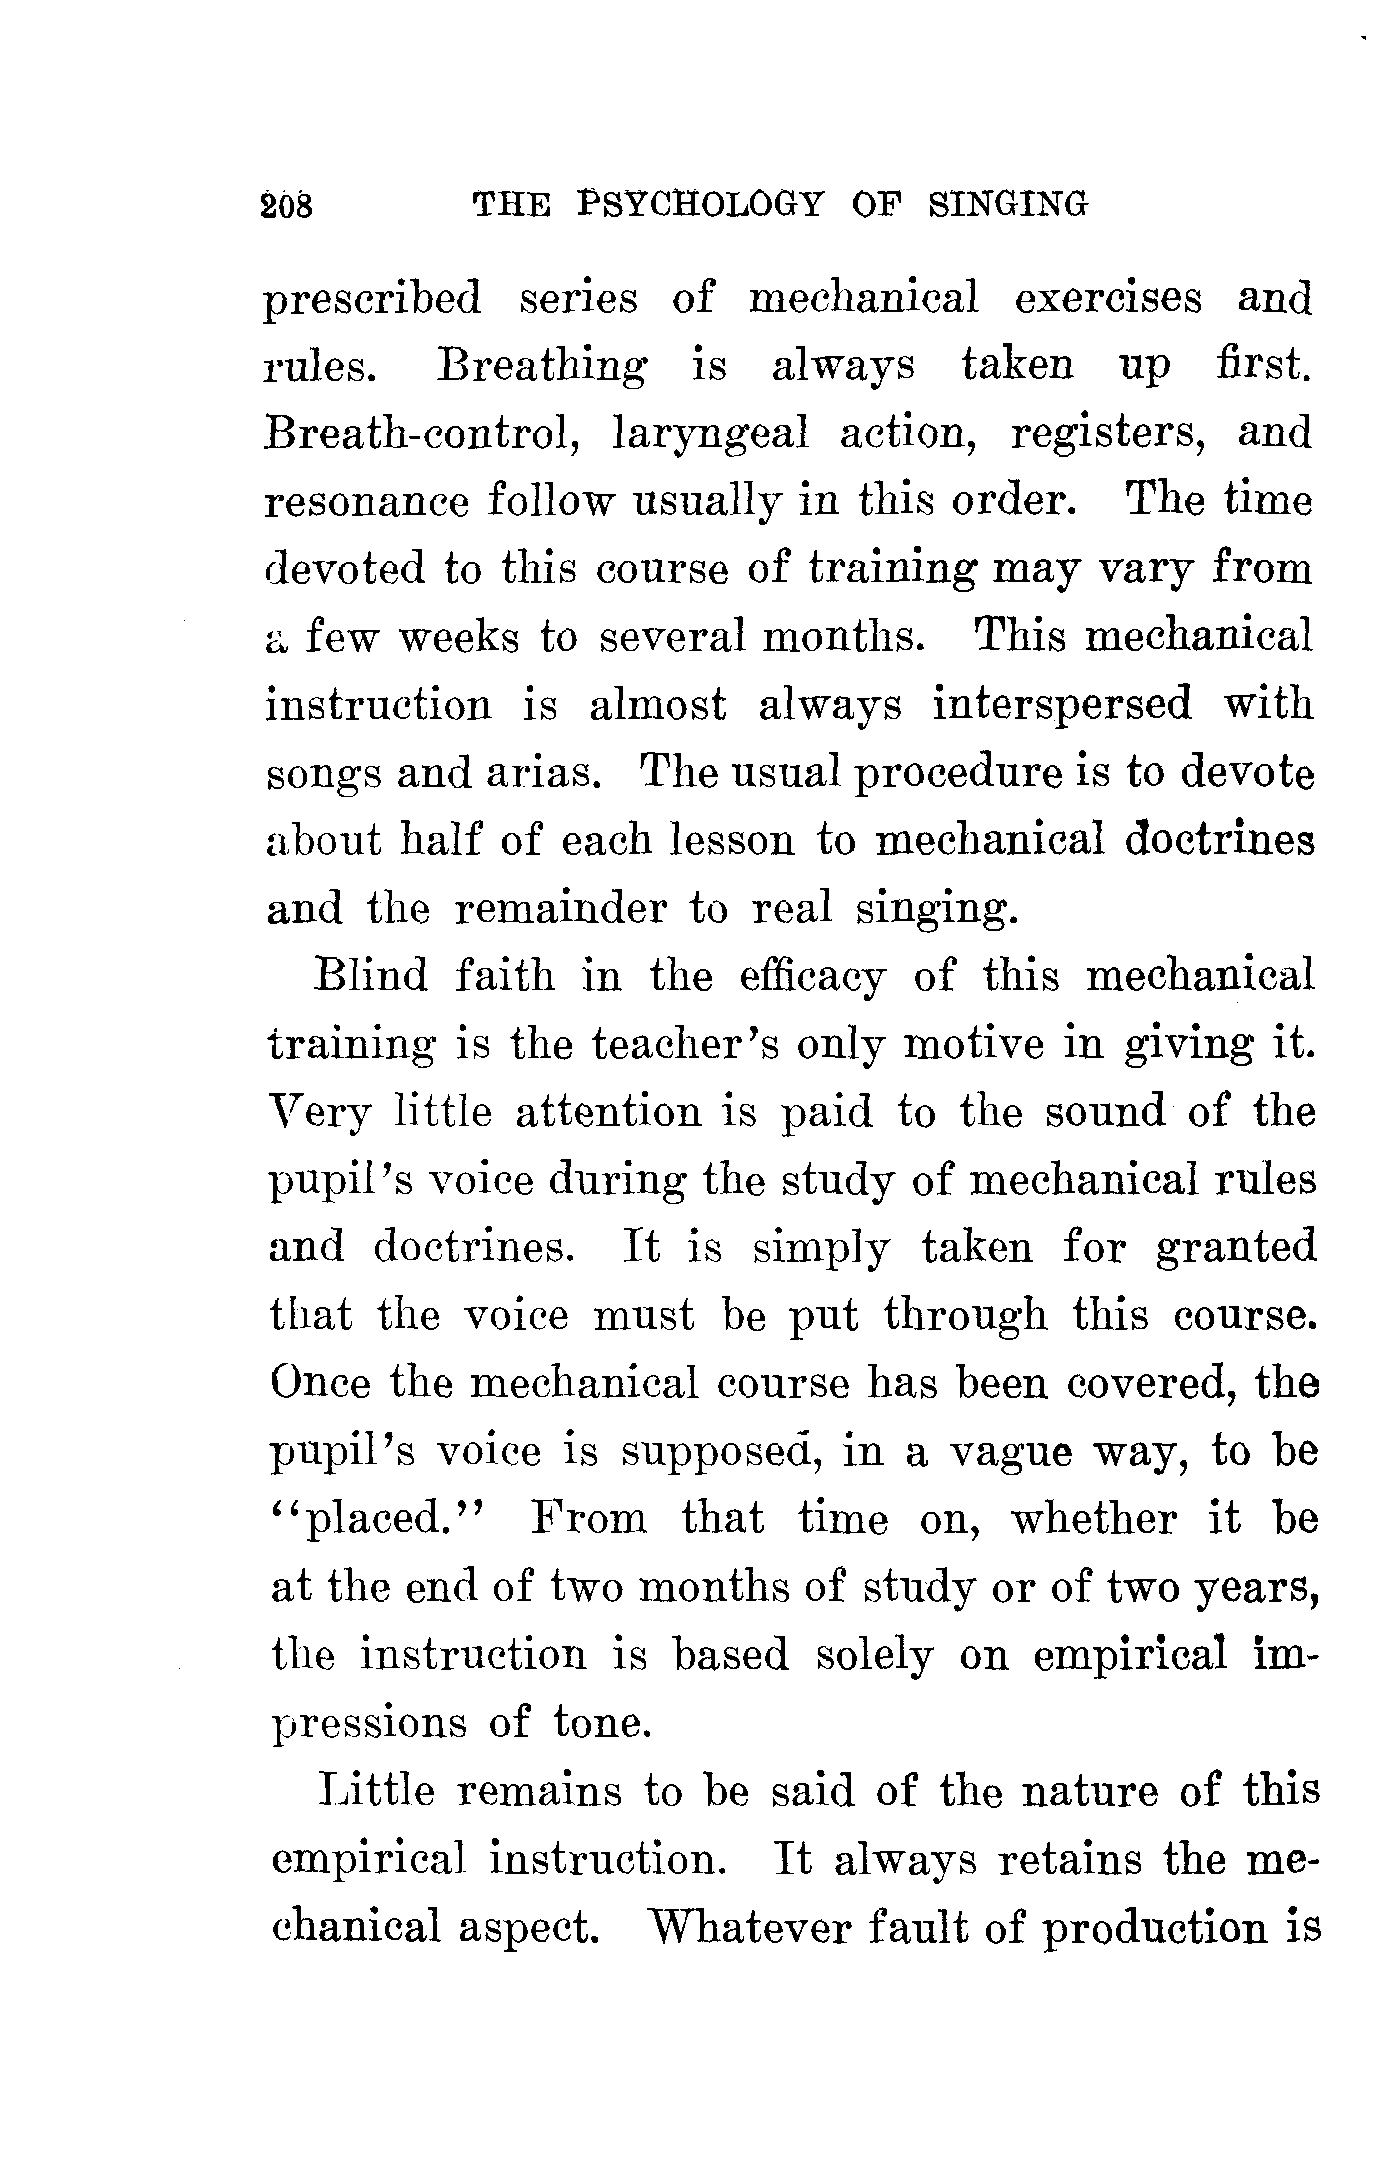 208 THE PSYCHOLOGY OF SINGING
prescribed series of mechanical exercises and
rules. Breathing is always taken up first.
Breath-control, laryngeal action, registers, and
resonance follow usually in this order. The time
devoted to this course of training may vary from
a few weeks to several months. This mechanical
instruction is almost always interspersed with
songs and arias. The usual procedure is to devote
about half of each lesson to mechanical doctrines
and the remainder to real singing.
Blind faith in the efficacy of this mechanical
training is the teacher's only motive in giving it.
Very little attention is paid to the sound of the
pupil's voice during the study of mechanical rules
and doctrines. It is simply taken for granted
that the voice must be put through this course.
Once the mechanical course has been covered, the
pupil's voice is supposed, in a vague way, to be
"placed." From that time on, whether it be
at the end of two months of study or of two years,
the instruction is based solely on empirical im-
pressions of tone.
Little remains to be said of the nature of this
empirical instruction. It always retains the me-
chanical aspect. Whatever fault of production is